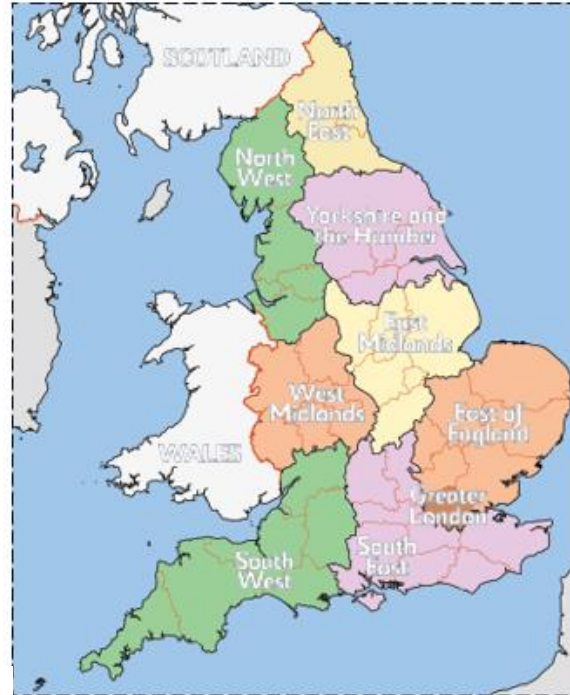 SCOTLAND
North
East
North
West
Yorkshire and
the Humber
East
Midlands
West
Midlands
East of
England
WALES
Greater
London
South
East
South
West